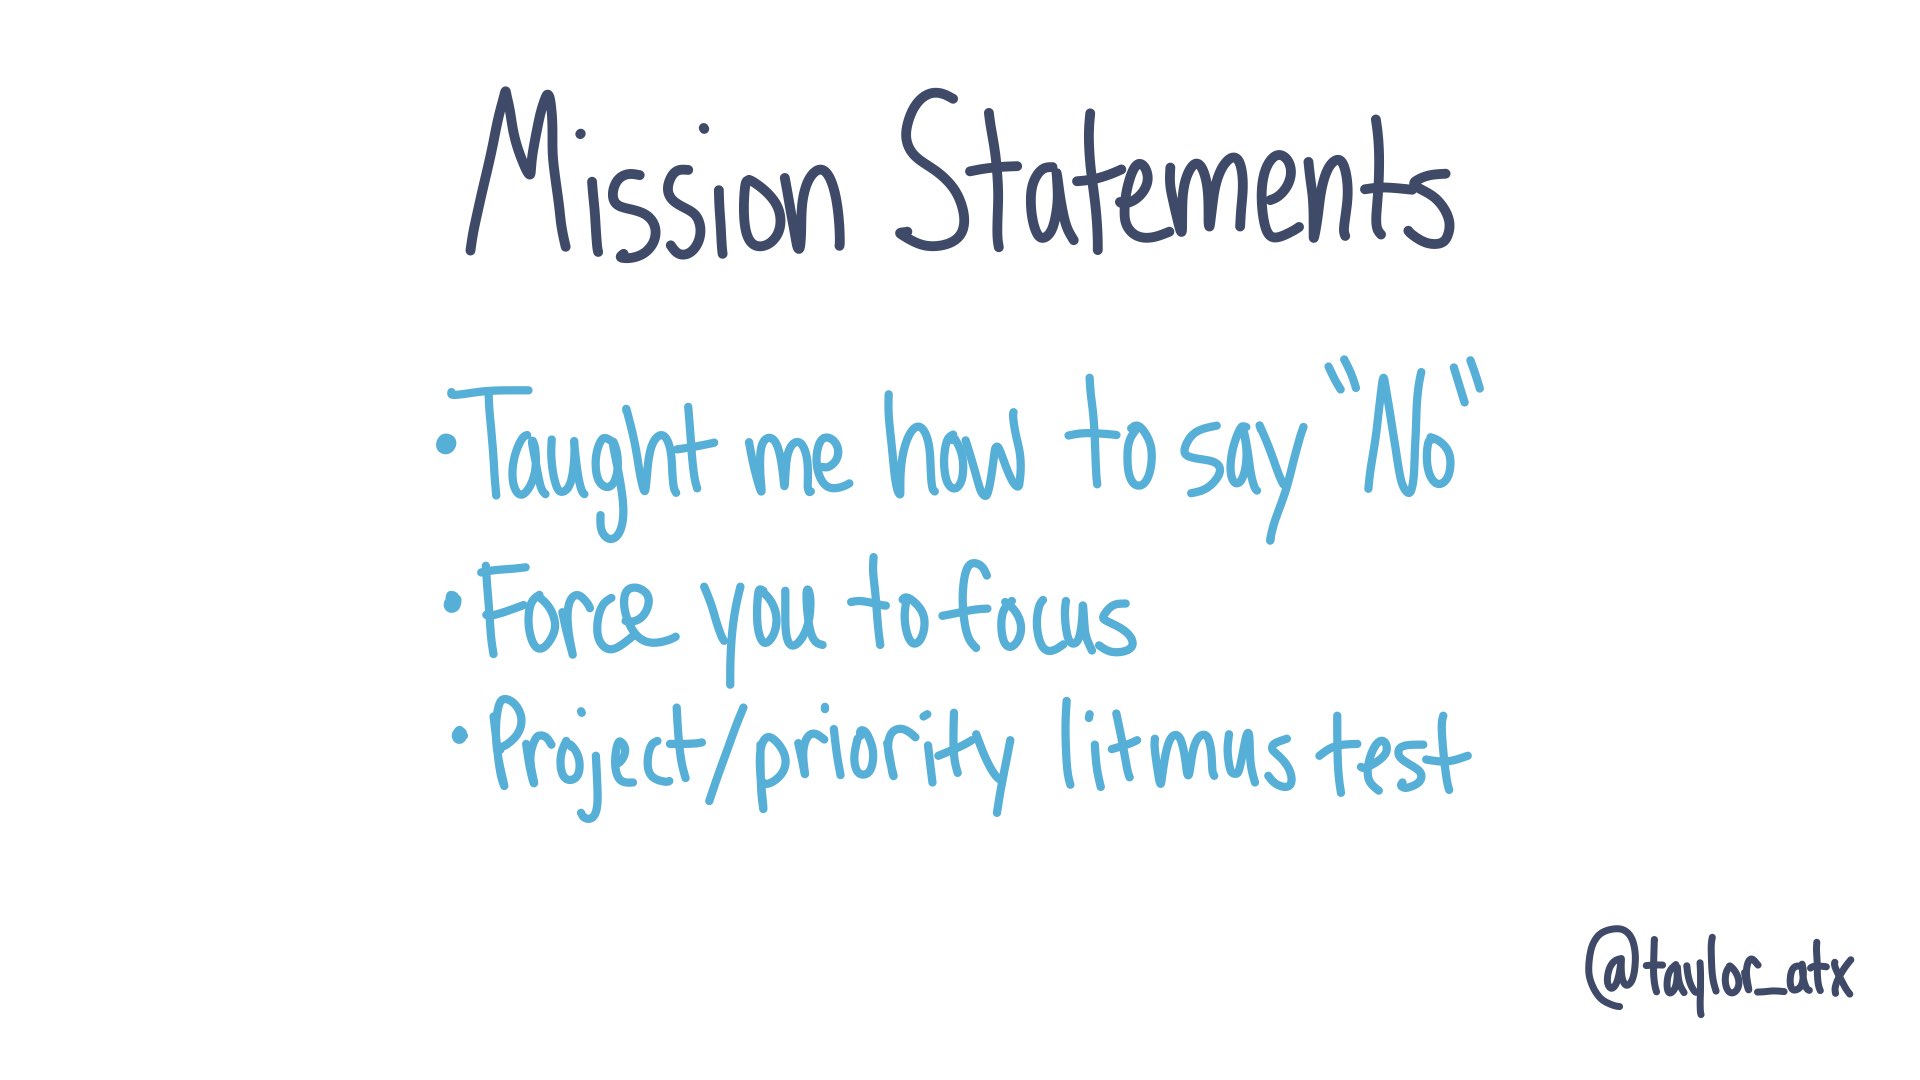 Mission Statements
• Taught me how to say "No"
• Force you to focus
• Project/priority litmus test
@taylor_atx